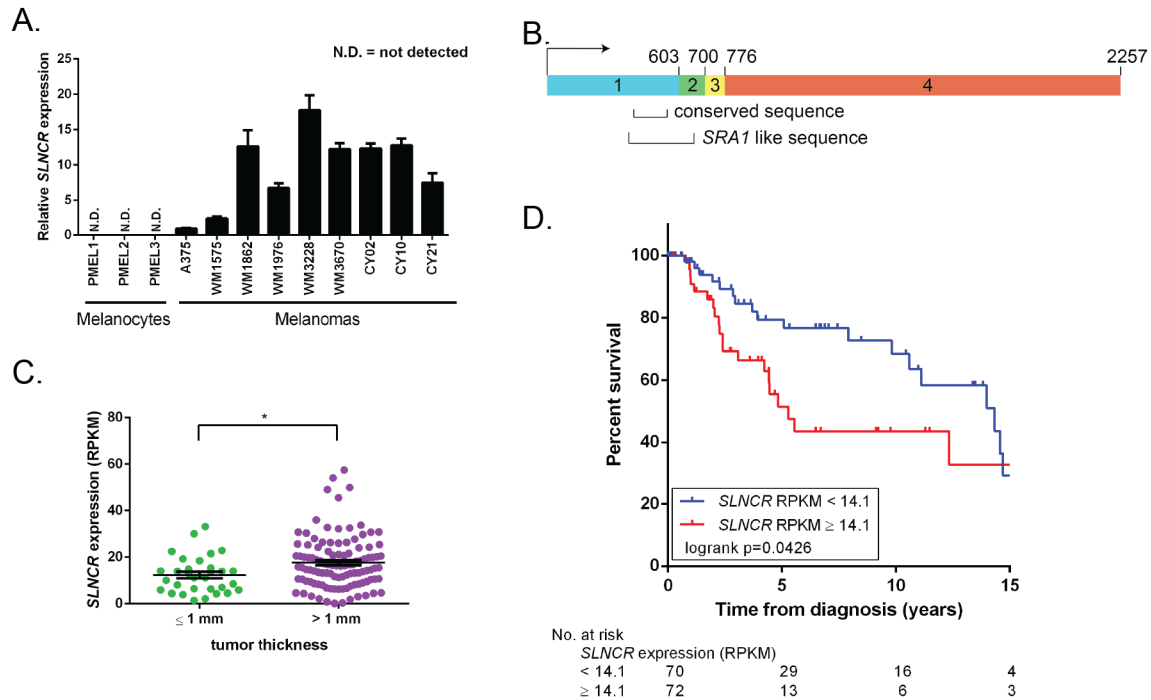 A.
N.D. = not detected
Relative SLNCR expression
25
20
15
10
5
0
N.D.
N.D.
N.D.
PMEL1
PMEL2
PMEL3
A375
WM1575
WM1862
WM1976
WM3228
WM3670
CY02
CY10
CY21
Melanocytes
Melanomas
B.
603 700 776 2257
1 2 3 4
conserved sequence
SRA1 like sequence
C.
SLNCR expression (RPKM)
80
60
40
20
0
*
≤ 1 mm
> 1 mm
tumor thickness
D.
Percent survival
100
80
60
40
20
0
SLNCR RPKM < 14.1
SLNCR RPKM ≥ 14.1
logrank p=0.0426
0 5 10 15
Time from diagnosis (years)
No. at risk
SLNCR expression (RPKM)
< 14.1 70 29 16 4
≥ 14.1 72 13 6 3